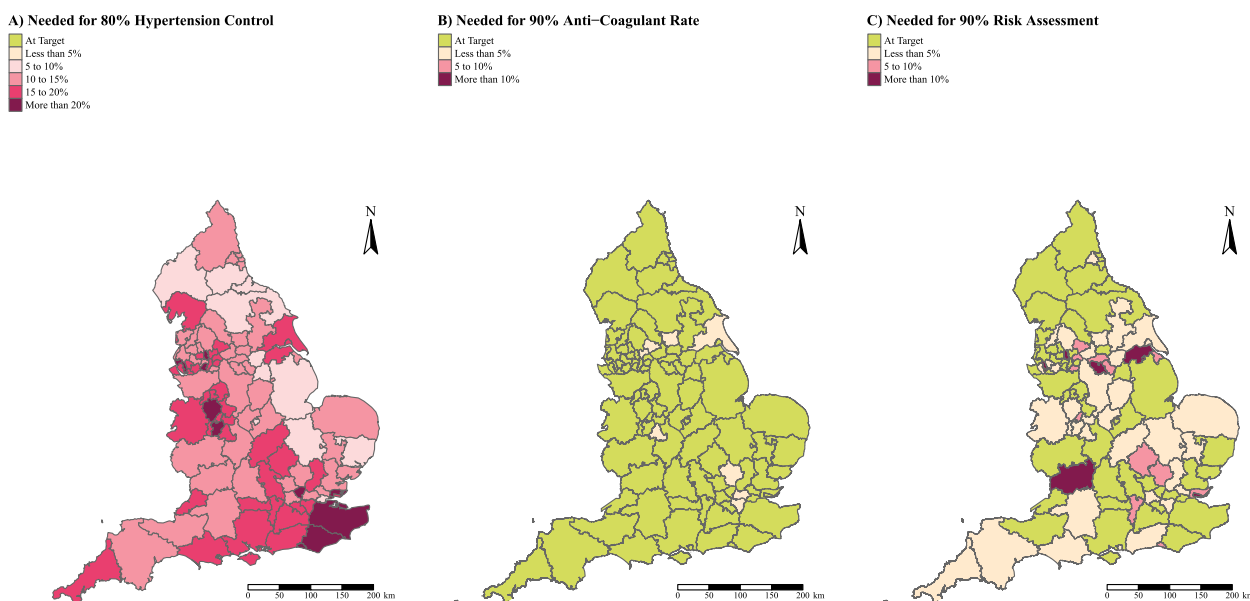 A) Needed for 80% Hypertension Control
At Target
Less than 5%
5 to 10%
10 to 15%
15 to 20%
More than 20%
N
0 50 100 150 200 km
B) Needed for 90% Anti−Coagulant Rate
At Target
Less than 5%
5 to 10%
More than 10%
N
0 50 100 150 200 km
C) Needed for 90% Risk Assessment
At Target
Less than 5%
5 to 10%
More than 10%
N
0 50 100 150 200 k